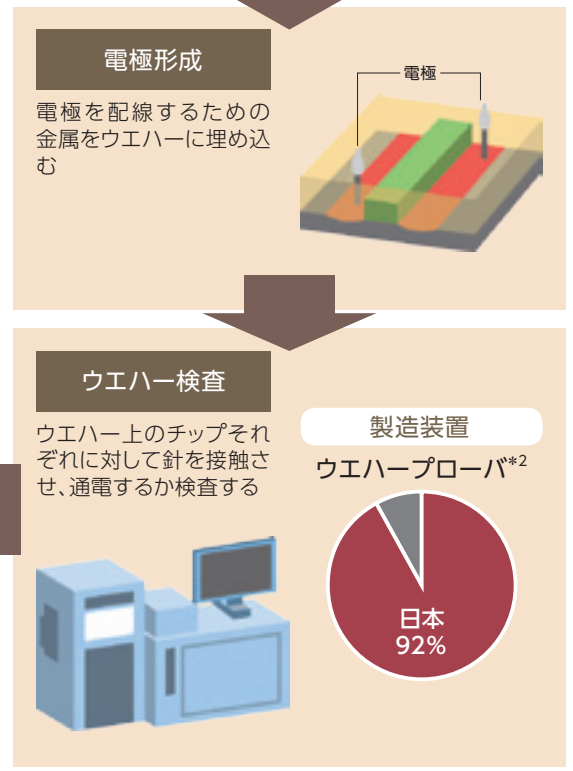 電極形成
電極を配線するための
金属をウエハーに埋め込
む
電極
ウエハー検査
ウエハー上のチップそれ
ぞれに対して針を接触さ
せ、通電するか検査する
製造装置
ウエハープローバ*2
日本
92%